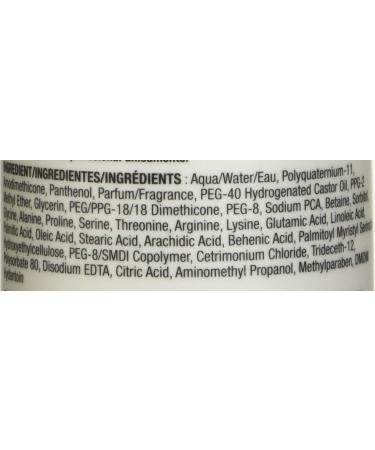 INGREDIENT/INGREDIENTES/INGRÉDIENTS : Aqua/Water/Eau, Polyquaternium-11,
Amodimethicone, Panthenol, Parfum/Fragrance, PEG-40 Hydrogenated Castor Oil, PPG-2
Methyl Ether, Glycerin, PEG/PPG-18/18 Dimethicone, PEG-8, Sodium PCA, Betaine, Sorbitol,
Glycine, Alanine, Proline, Serine, Threonine, Arginine, Lysine, Glutamic Acid, Linoleic Acid,
Palmitic Acid, Oleic Acid, Stearic Acid, Arachidic Acid, Behenic Acid, Palmitoyl Myristyl
Hydroxyethylcellulose, PEG-8/SMDI Copolymer, Cetrimonium Chloride, Trideceth-12,
Polysorbate 80, Disodium EDTA, Citric Acid, Aminomethyl Propanol, Methylparaben, DMDM
Hydantoin